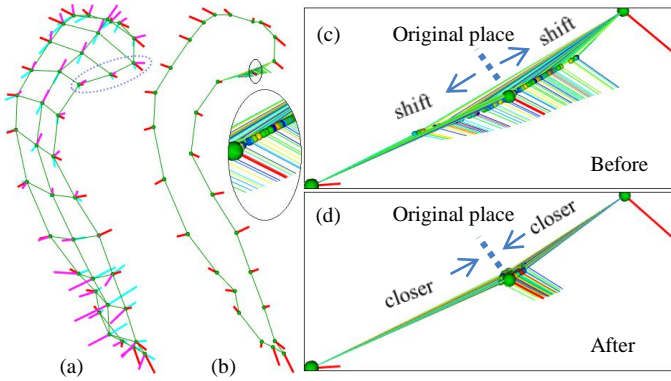 (c)
Original place
shift
shift
Before
(d)
Original place
closer
closer
After
(a)
(b)